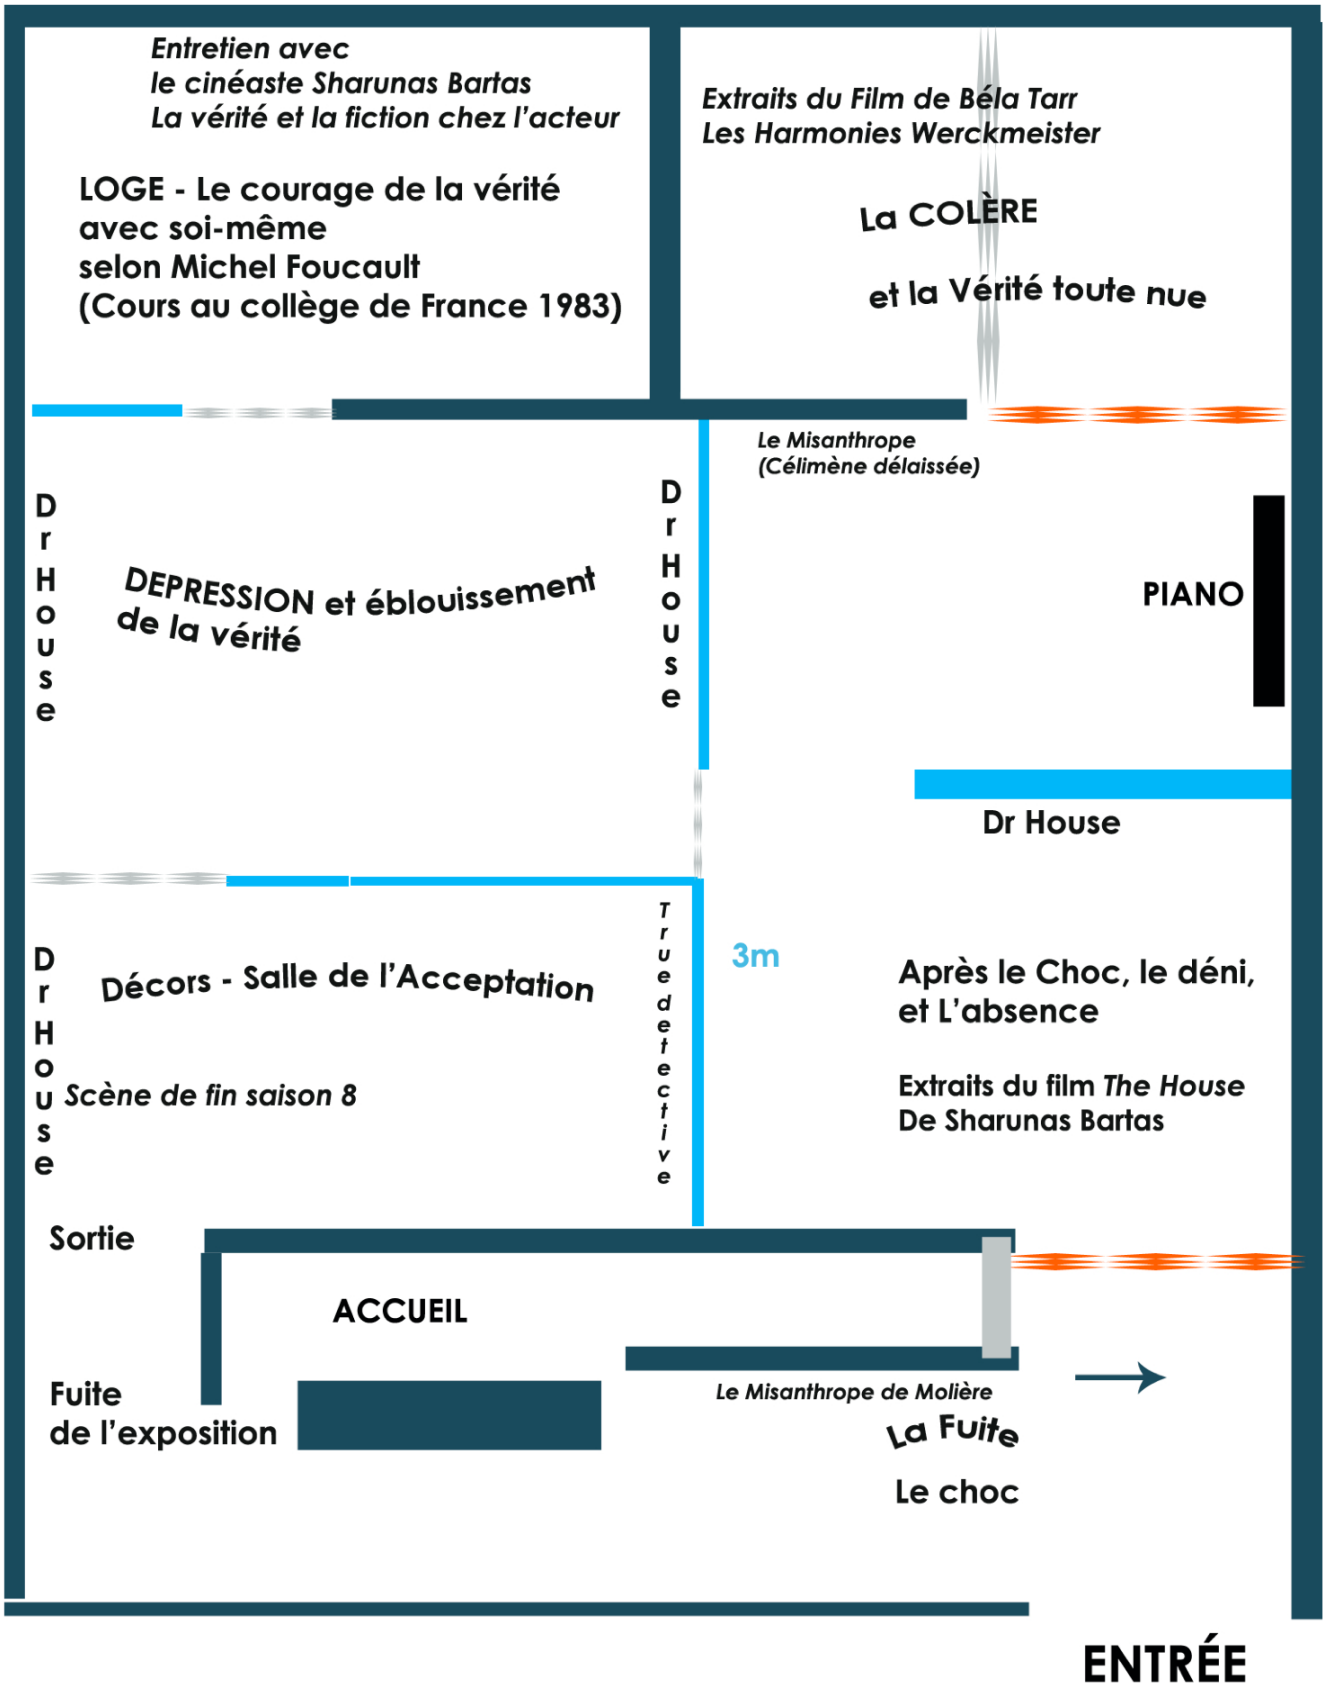 Entretien avec
le cinéaste Sharunas Bartas
La vérité et la fiction chez l'acteur
LOGE - Le courage de la vérité
avec soi-même
selon Michel Foucault
(Cours au collège de France 1983)
Extraits du Film de Béla Tarr
Les Harmonies Werckmeister
La COLÈRE
et la Vérité toute nue
Le Misanthrope
(Célimène délaissée)
Dr House
DEPRESSION et éblouissement
de la vérité
Dr House
PIANO
Dr House
Dr House
Décors - Salle de l'Acceptation
Scène de fin saison 8
True detective
3m
Après le Choc, le déni,
et L'absence
Extraits du film The House
De Sharunas Bartas
Sortie
ACCUEIL
Fuite
de l'exposition
Le Misanthrope de Molière
La Fuite
Le choc
ENTRÉE